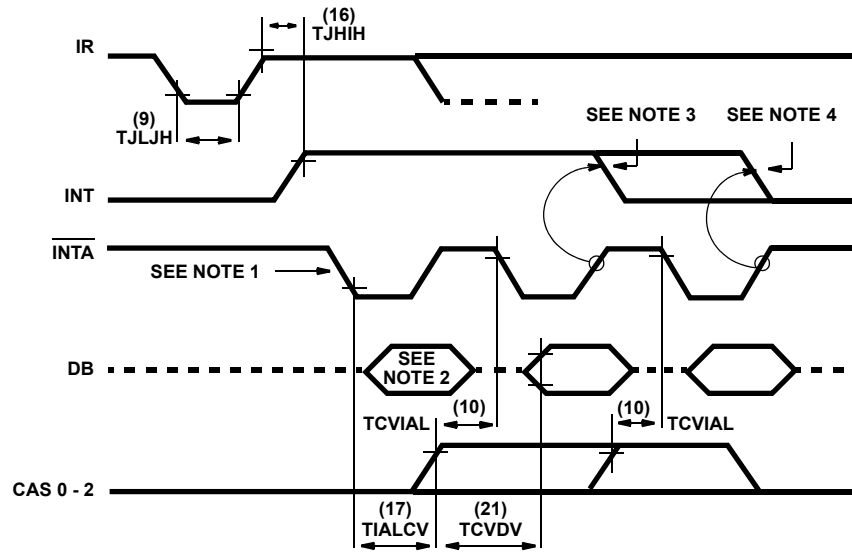 (16)
TJHIH
IR
(9)
TJLJH
SEE NOTE 3
SEE NOTE 4
INT
INTA
SEE NOTE 1
DB
SEE
NOTE 2
TCVIAL
(10)
(10)
TCVIAL
CAS 0 - 2
(17)
TIALCV
(21)
TCVDV